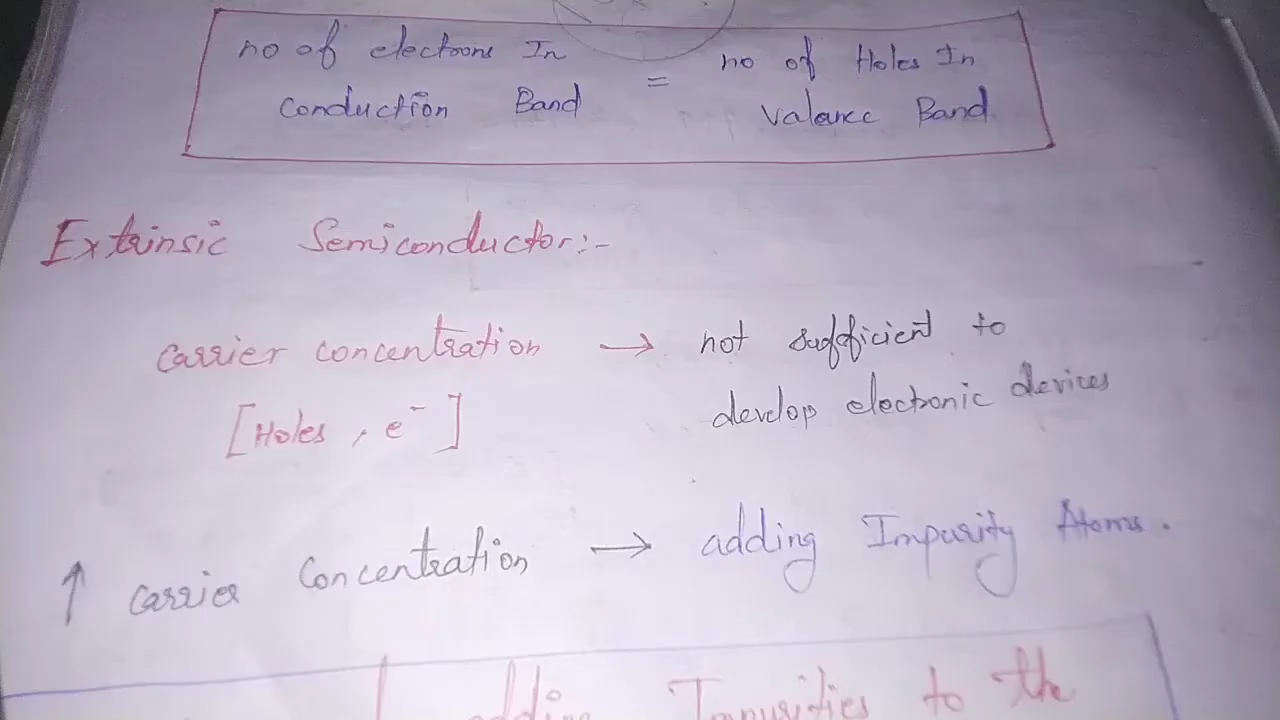 no of electrons In = no of Holes In
Conduction Band valance Band
Extrinsic Semiconductor:-
carrier concentration → not sufficient to
[Holes, e⁻] develop electronic devices
↑ carrier Concentration → adding Impurity Atoms.
adding Impurities to the